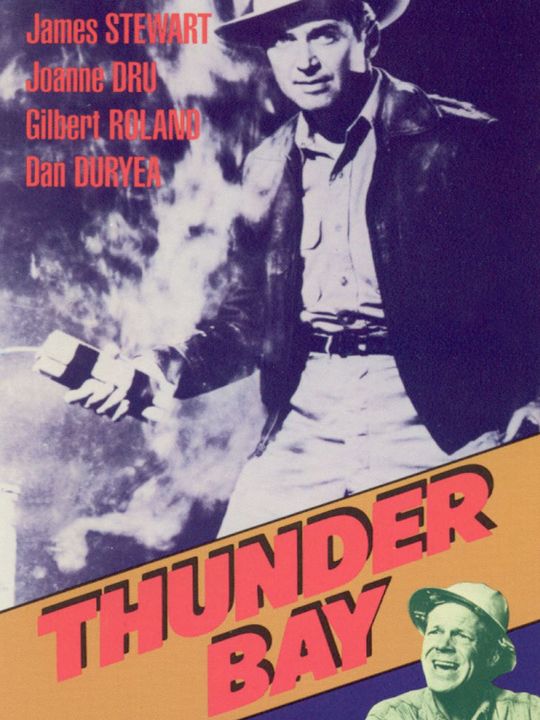 James STEWART
Joanne DRU
Gilbert ROLAND
Dan DURYEA
THUNDER
BAY